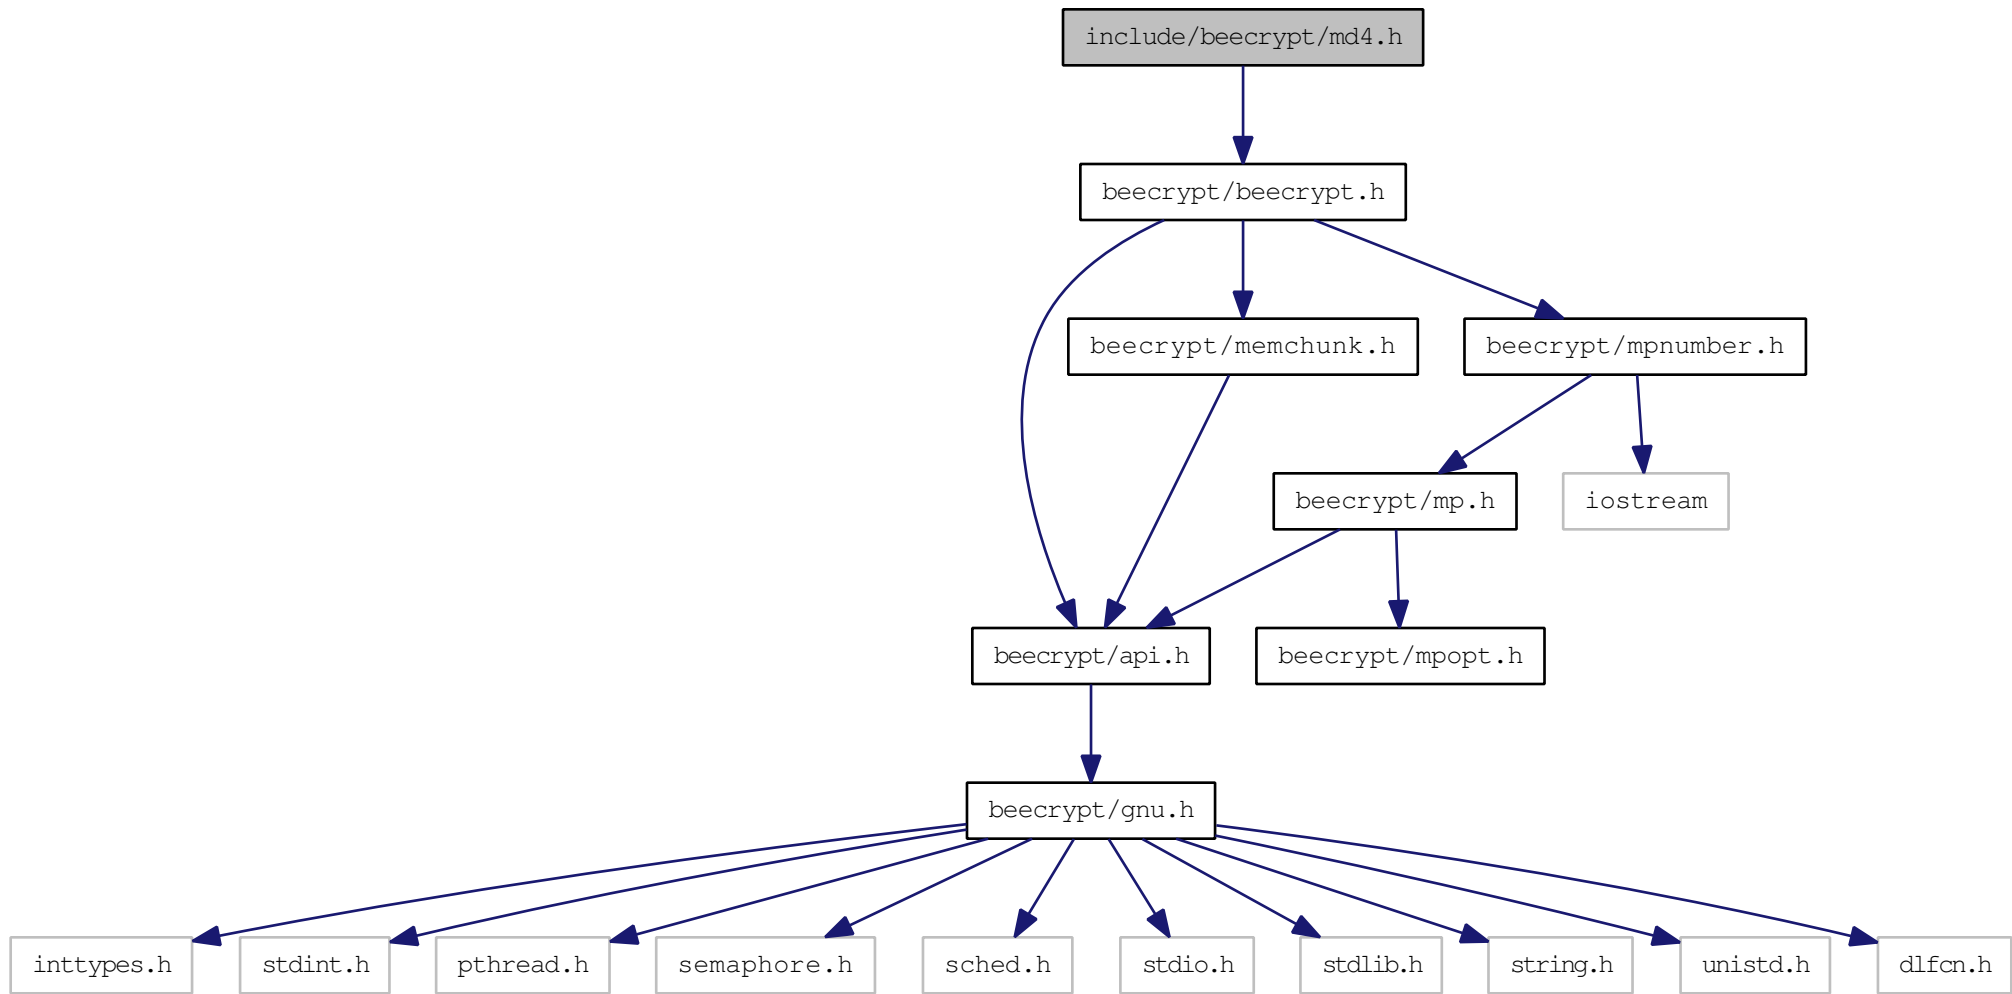 include/beecrypt/md4.h
beecrypt/beecrypt.h
beecrypt/memchunk.h
beecrypt/mpnumber.h
beecrypt/mp.h
iostream
beecrypt/api.h
beecrypt/mpopt.h
beecrypt/gnu.h
inttypes.h
stdint.h
pthread.h
semaphore.h
sched.h
stdio.h
stdlib.h
string.h
unistd.h
dlfcn.h